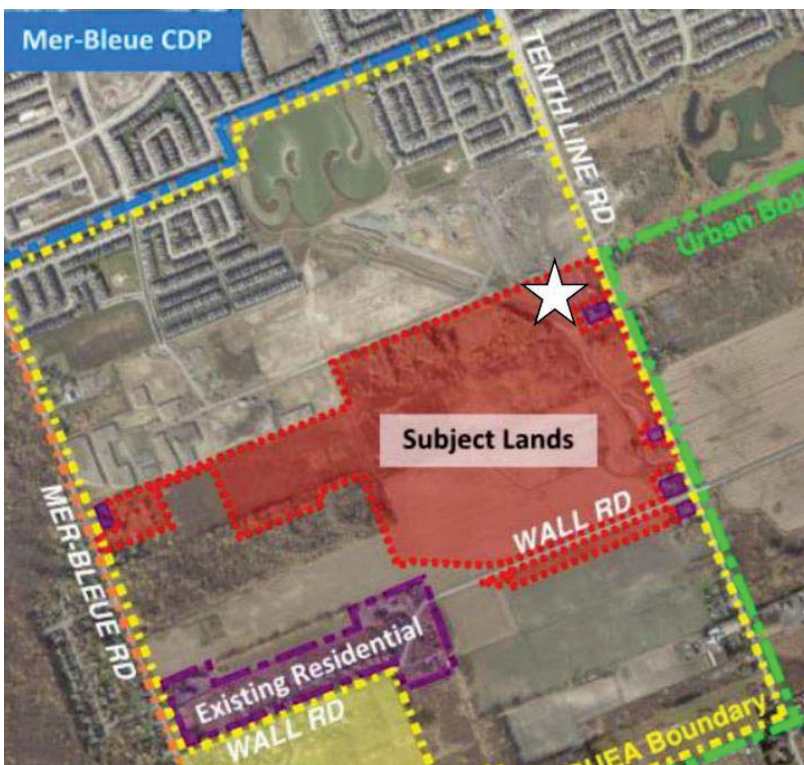 Mer-Bleue CDP
TENTH LINE RD
Urban Bou
Subject Lands
WALL RD
MER-BLEUE RD
Existing Residential
WALL RD
UEA Boundary